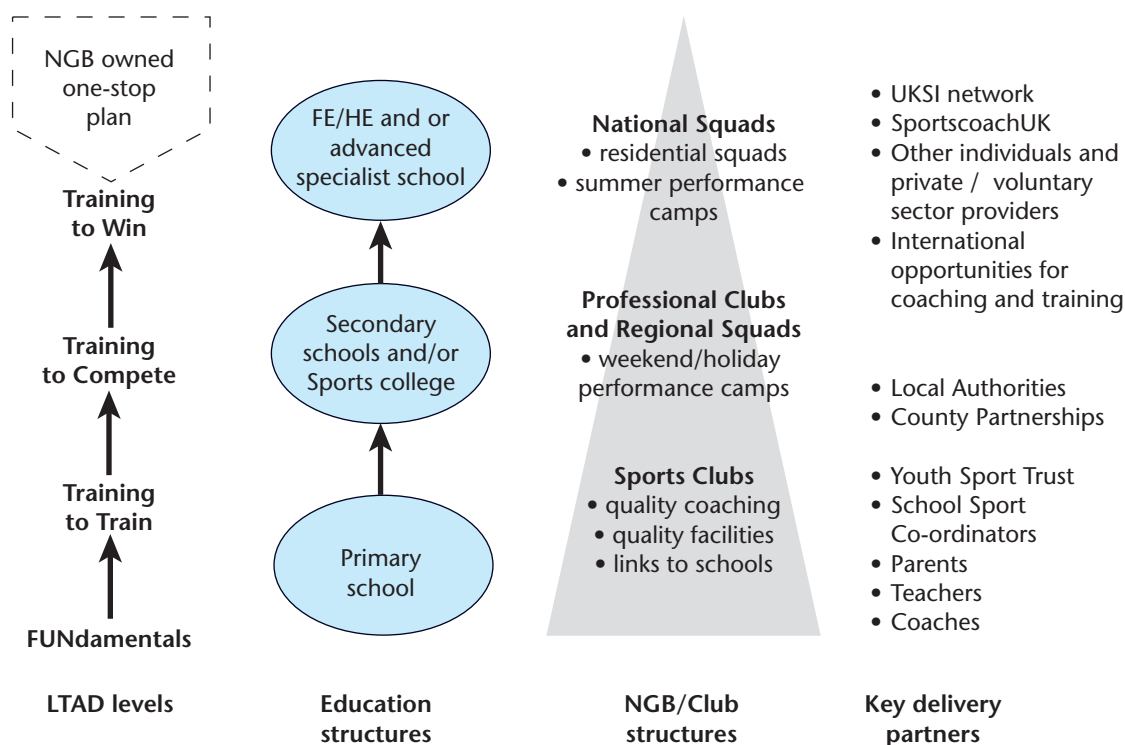 NGB owned
one-stop
plan
Training
to Win
Training
to Compete
Training
to Train
FUNdamentals
LTAD levels
FE/HE and or
advanced
specialist school
Secondary
schools and/or
Sports college
Primary
school
Education
structures
National Squads
• residential squads
• summer performance
camps
Professional Clubs
and Regional Squads
• weekend/holiday
performance camps
Sports Clubs
• quality coaching
• quality facilities
• links to schools
NGB/Club
structures
• UKSI network
• SportscoachUK
• Other individuals and
private / voluntary
sector providers
• International
opportunities for
coaching and training
• Local Authorities
• County Partnerships
• Youth Sport Trust
• School Sport
Co-ordinators
• Parents
• Teachers
• Coaches
Key delivery
partners